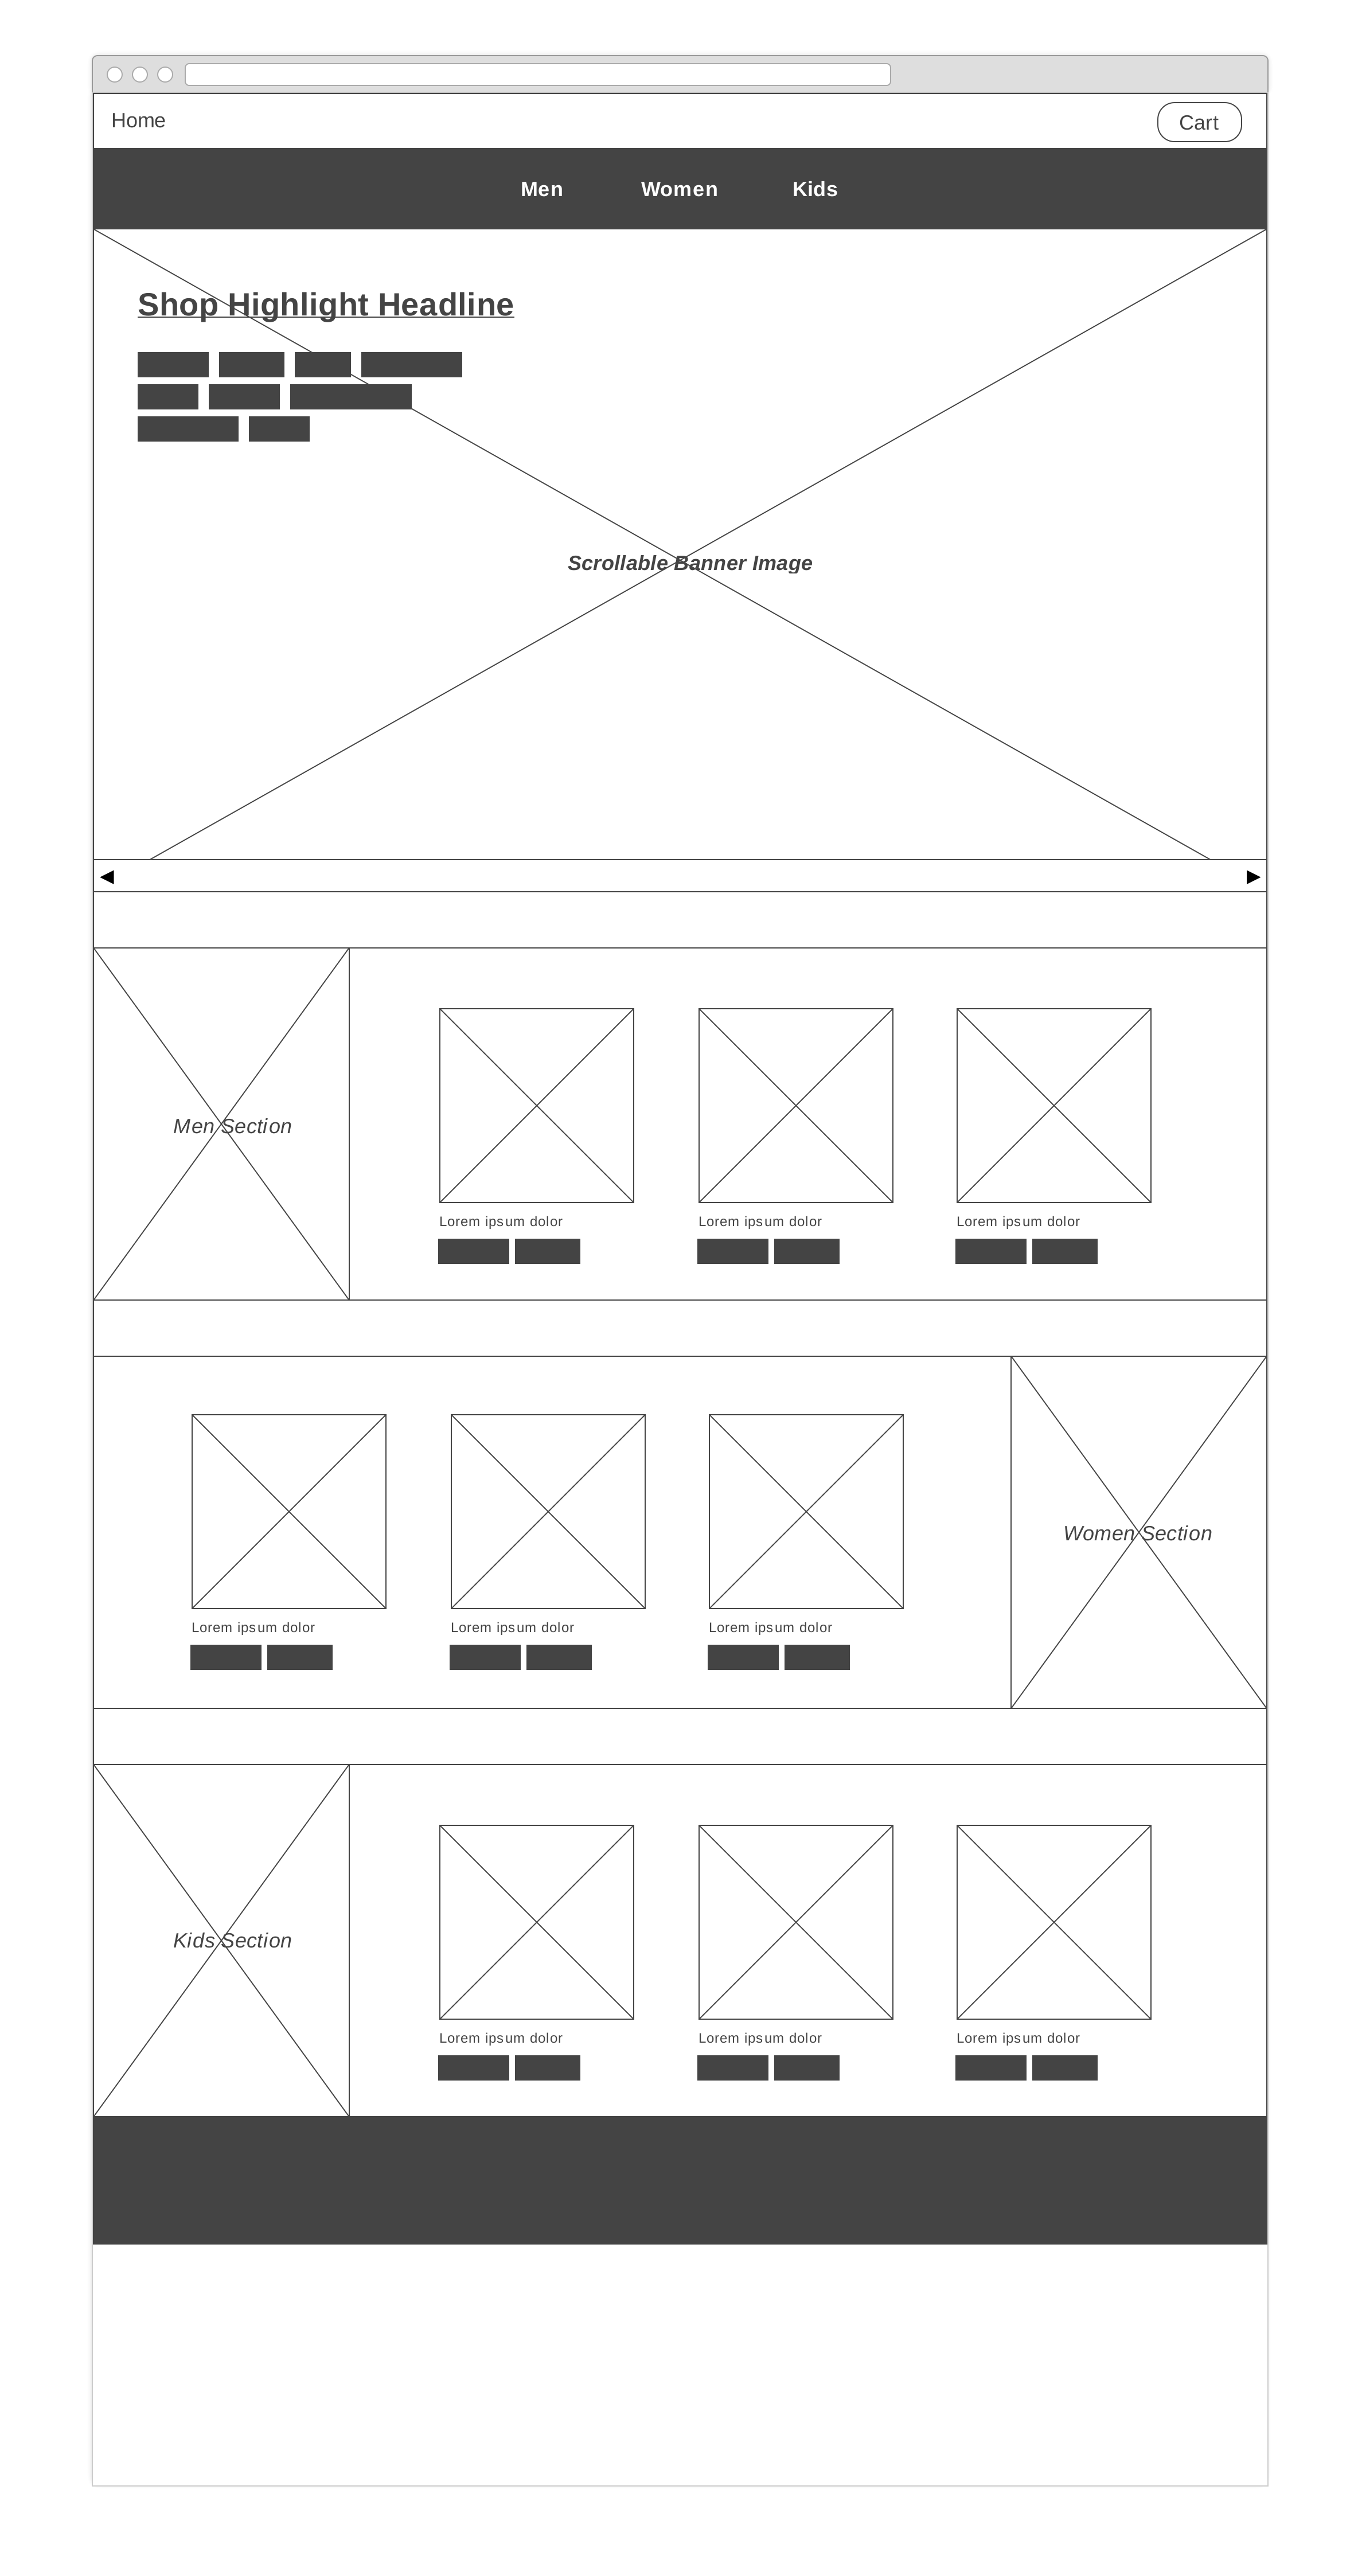 Home
Cart
Men Women Kids
Shop Highlight Headline
Scrollable Banner Image
Men Section
Lorem ipsum dolor Lorem ipsum dolor Lorem ipsum dolor
Women Section
Lorem ipsum dolor Lorem ipsum dolor Lorem ipsum dolor
Kids Section
Lorem ipsum dolor Lorem ipsum dolor Lorem ipsum dolor